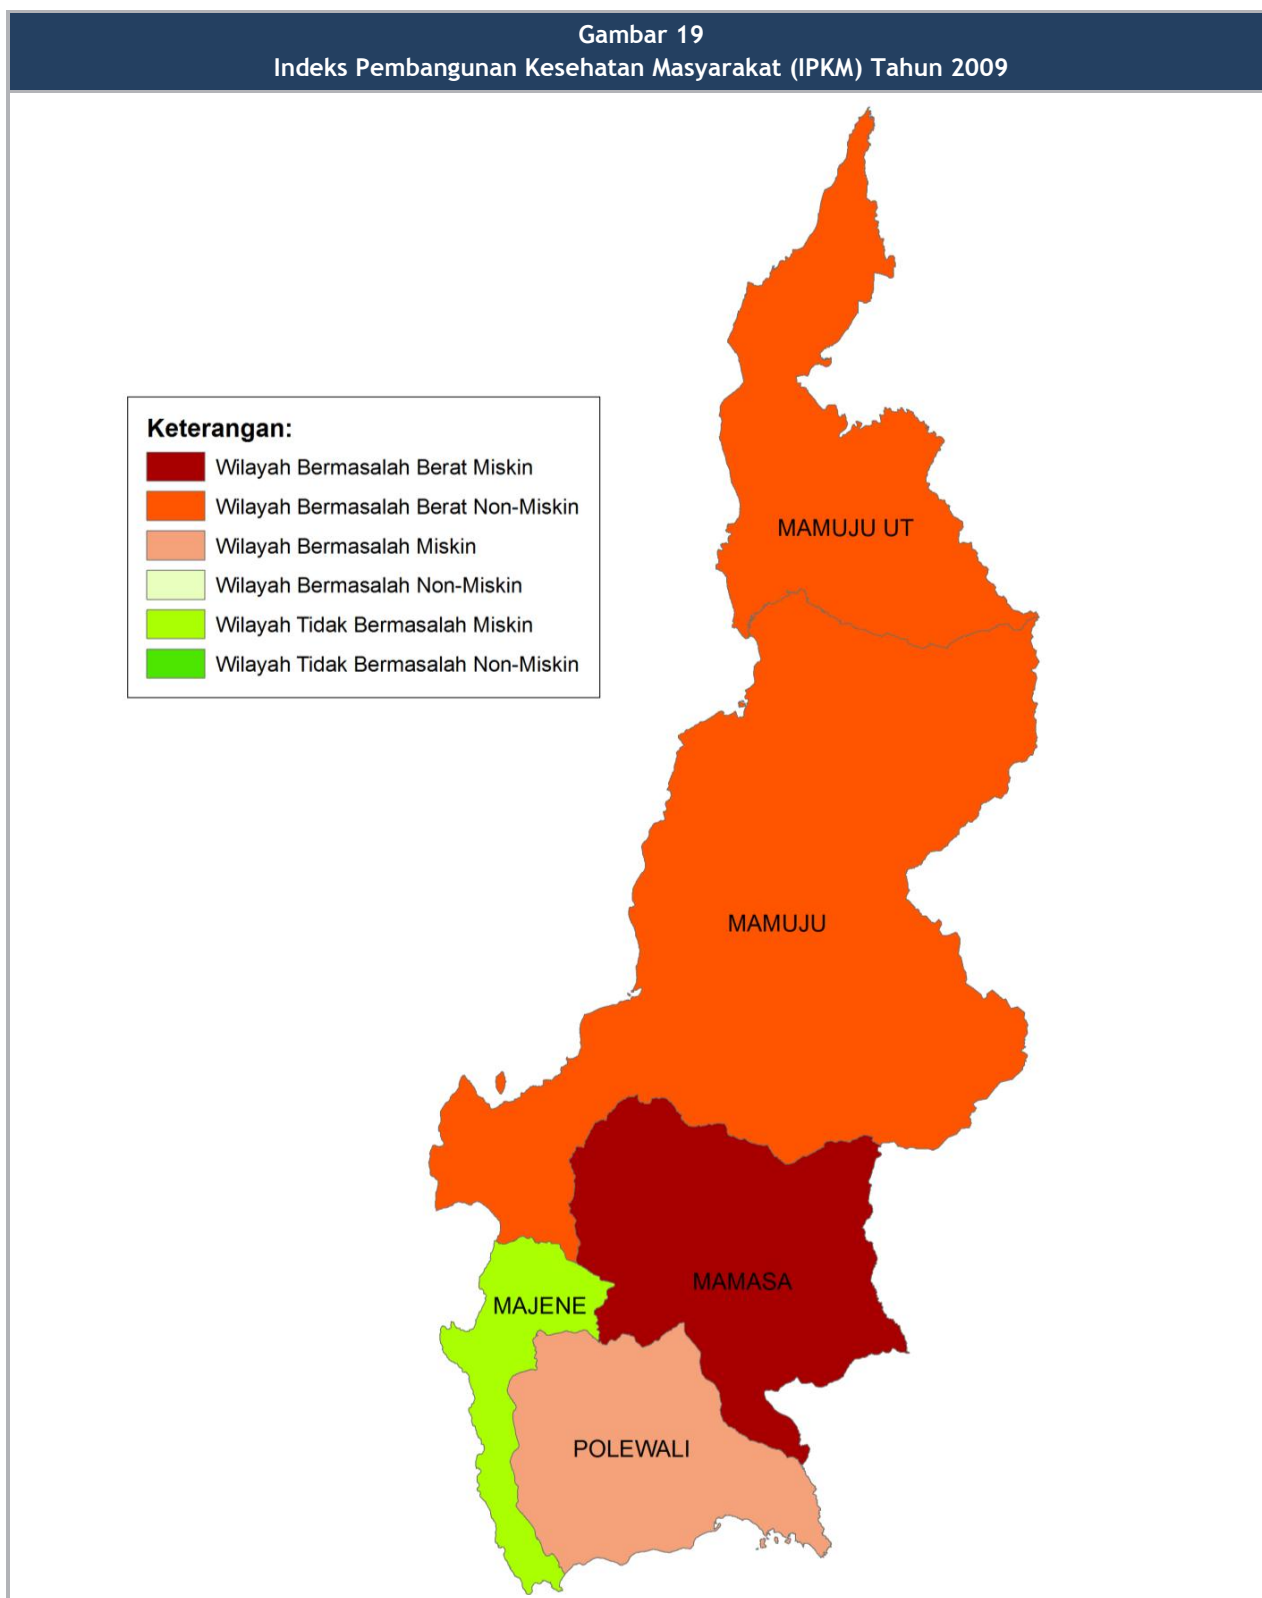 Gambar 19
Indeks Pembangunan Kesehatan Masyarakat (IPKM) Tahun 2009
Keterangan:
Wilayah Bermasalah Berat Miskin
Wilayah Bermasalah Berat Non-Miskin
Wilayah Bermasalah Miskin
Wilayah Bermasalah Non-Miskin
Wilayah Tidak Bermasalah Miskin
Wilayah Tidak Bermasalah Non-Miskin
MAMUJU UT
MAMUJU
MAMASA
MAJENE
POLEWALI